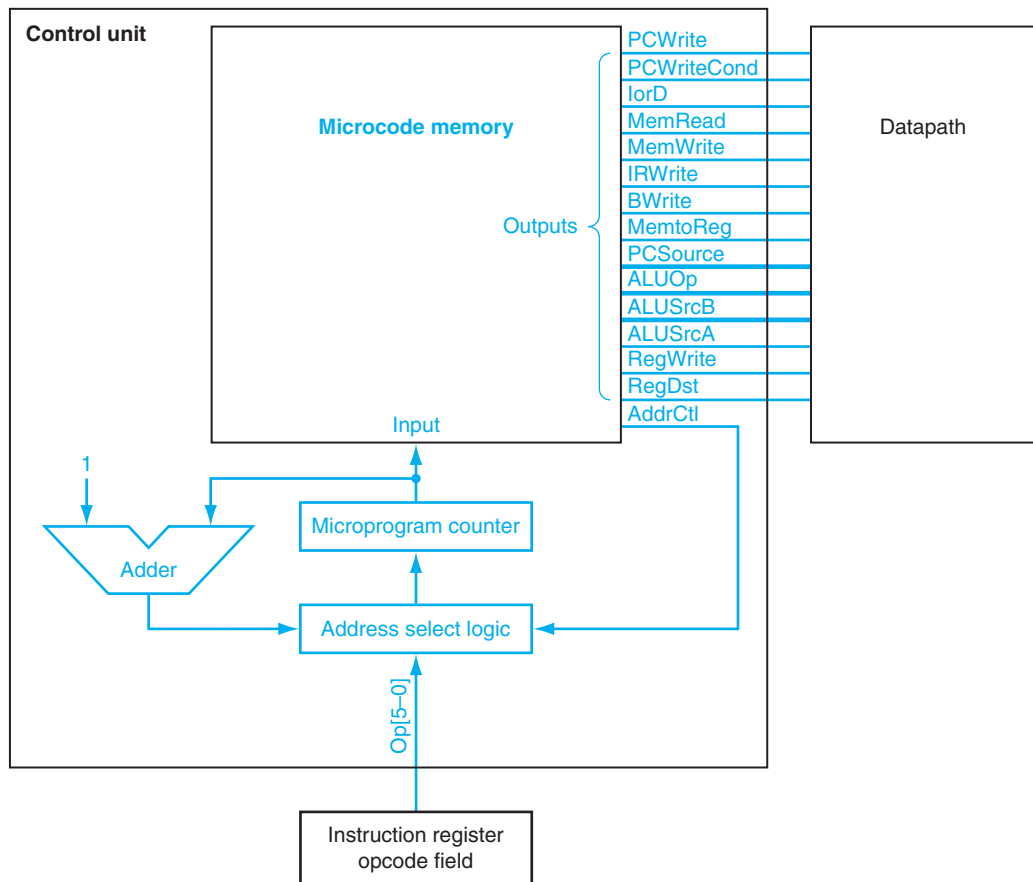 Control unit
Microcode memory
Outputs
PCWrite
PCWriteCond
IorD
MemRead
MemWrite
IRWrite
BWrite
MemtoReg
PCSource
ALUOp
ALUSrcB
ALUSrcA
RegWrite
RegDst
AddrCtl
Datapath
Input
1
Microprogram counter
Adder
Address select logic
Op[5–0]
Instruction register
opcode field